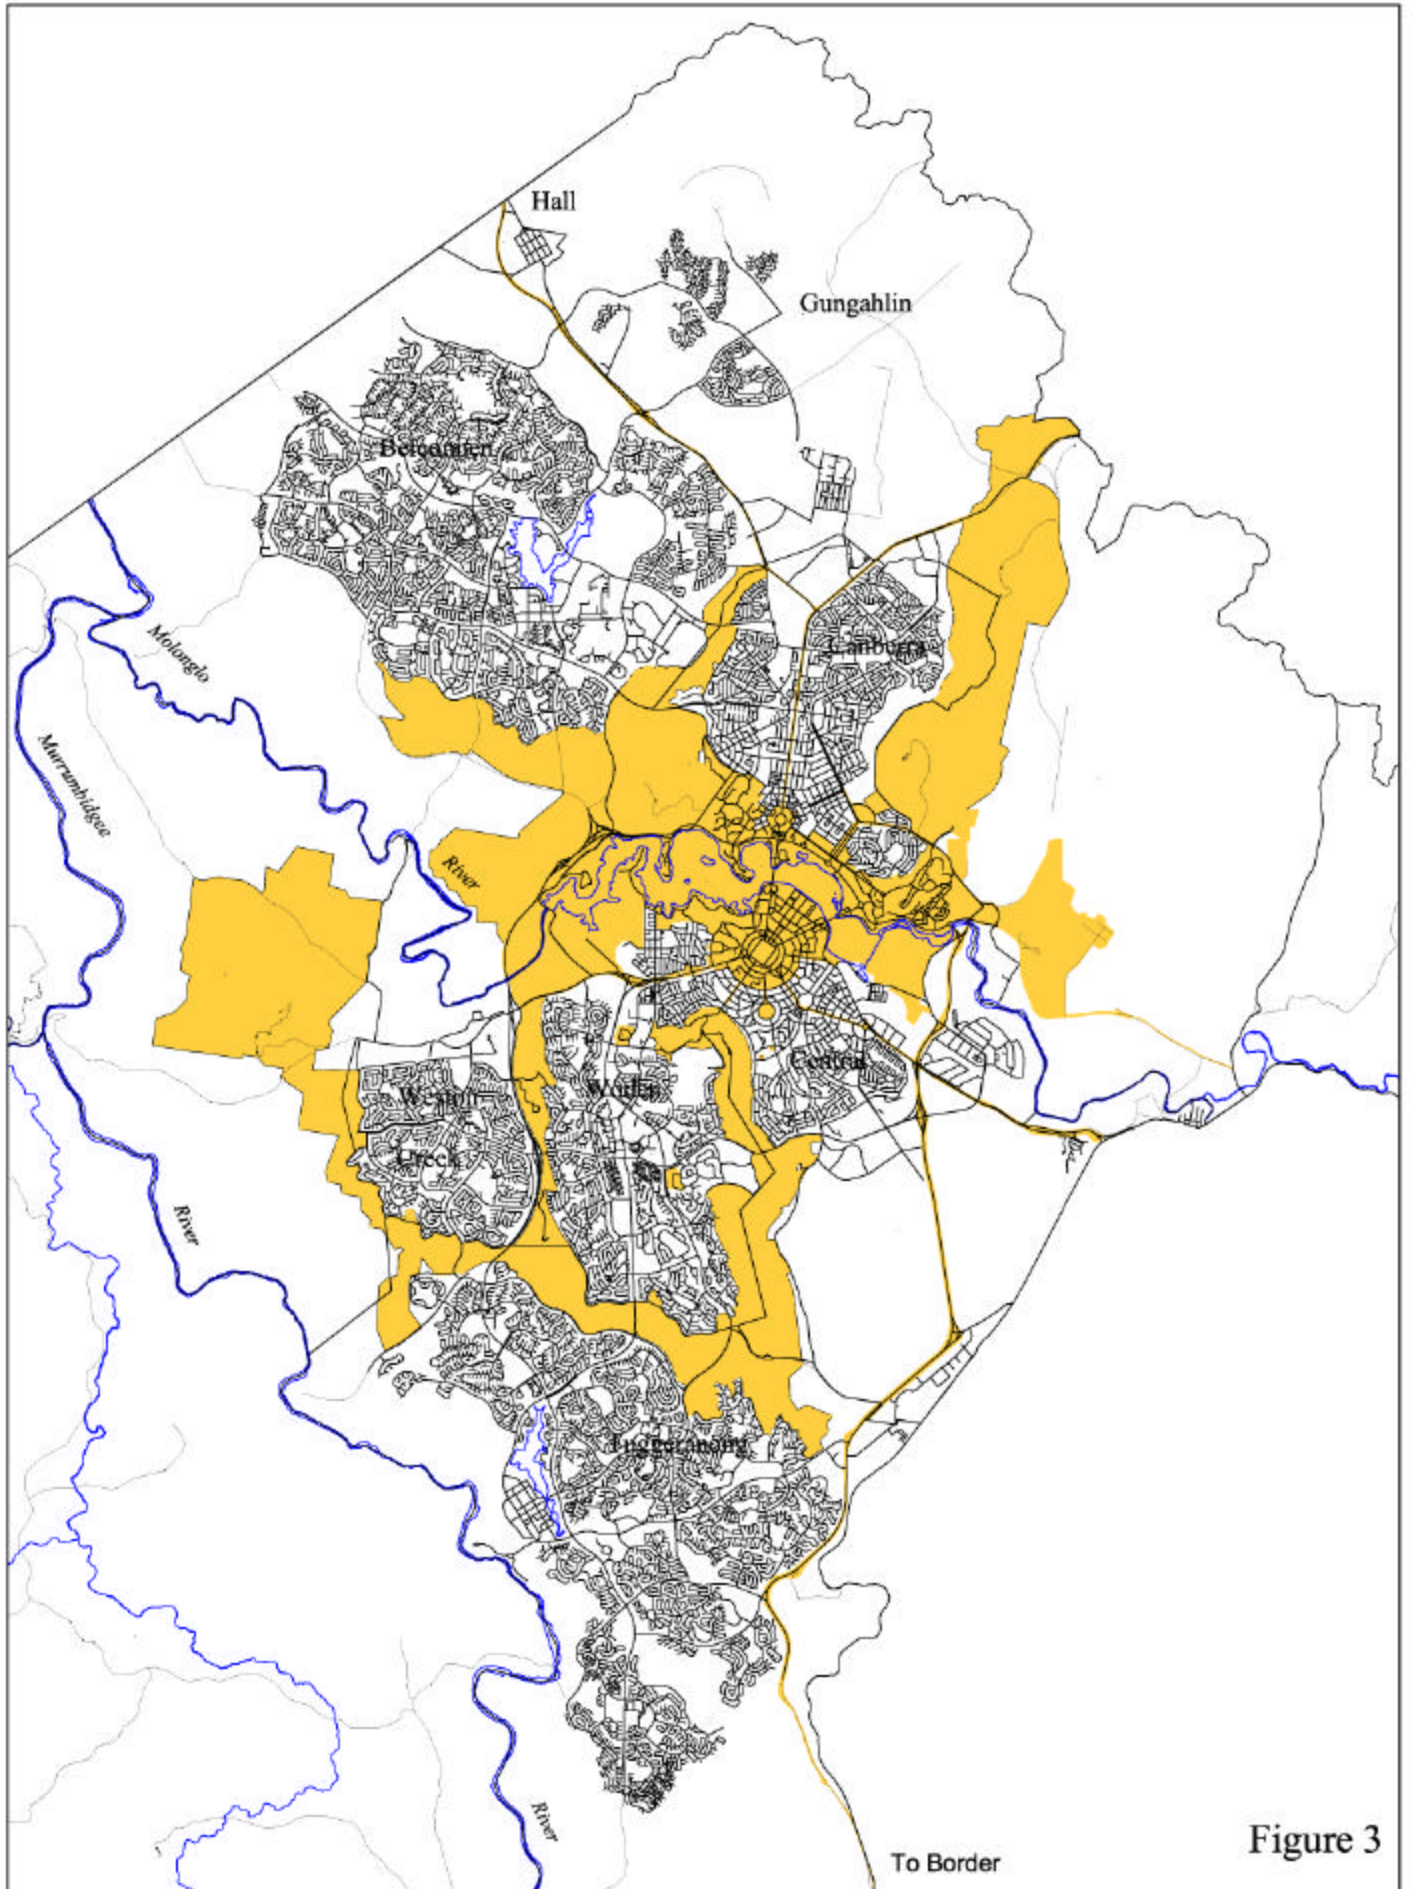 Hall
Gungahlin
Belconnen
Canberra
Molonglo
Murrumbidgee
River
Central
Weston
Creek
Woden
River
Tuggeranong
River
To Border
Figure 3